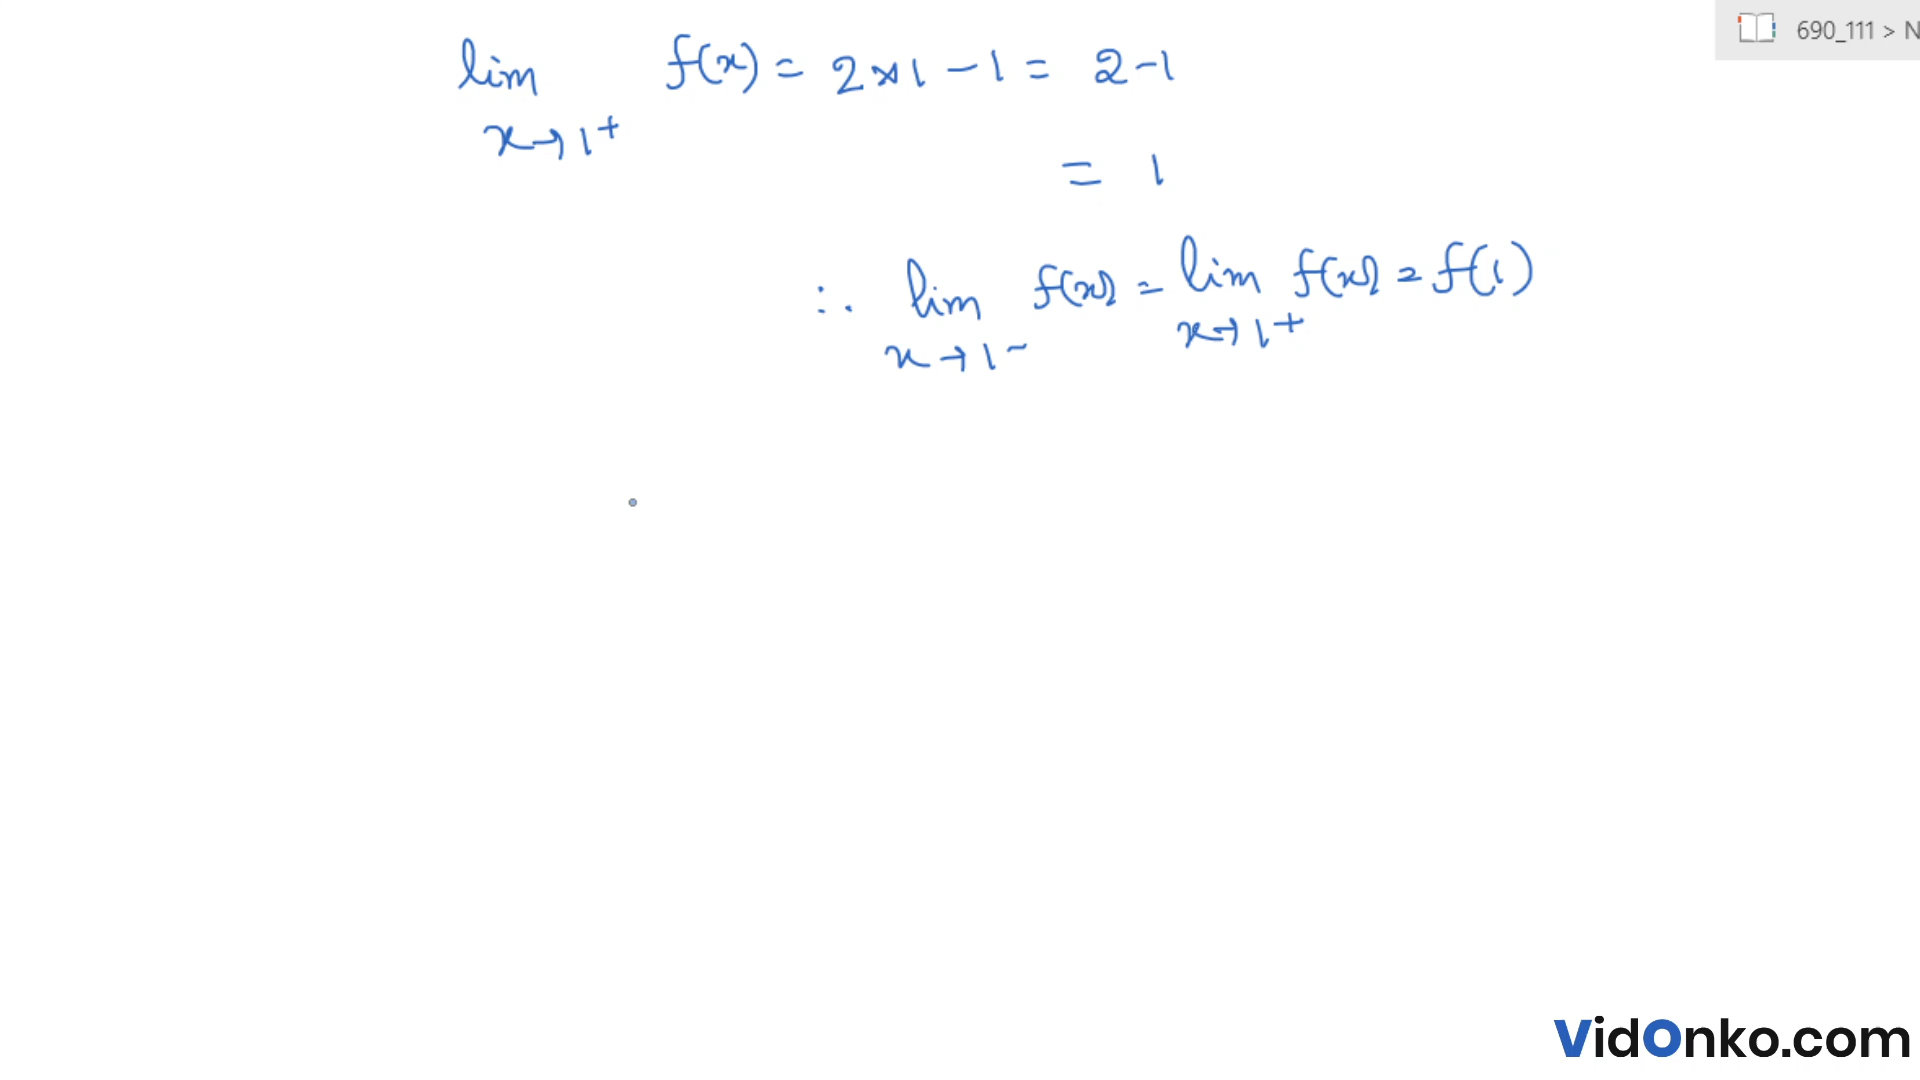 690_111 > N
lim f(x) = 2×1 − 1 = 2−1
x→1⁺
= 1
∴ lim f(x) = lim f(x) = f(1)
x→1⁻ x→1⁺
VidOnko.com